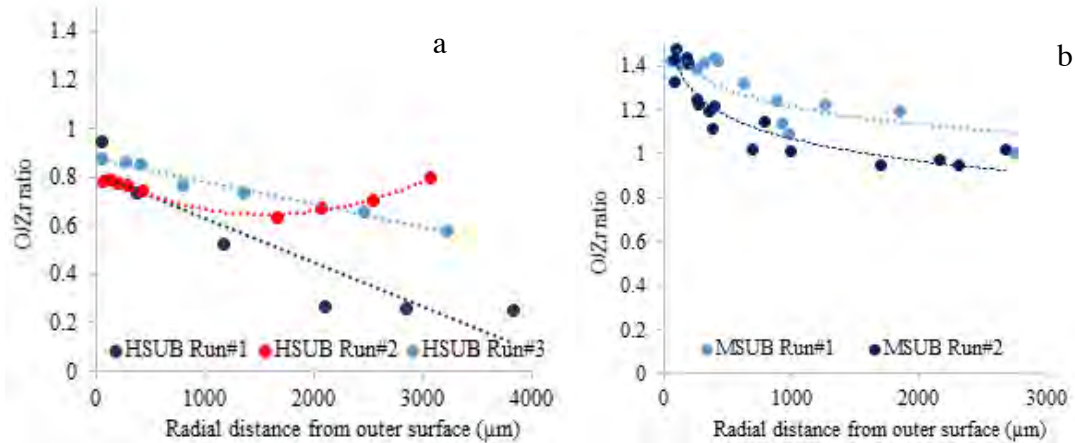 a
O/Zr ratio
1.4
1.2
1
0.8
0.6
0.4
0.2
0
HSUB Run#1 HSUB Run#2 HSUB Run#3
0 1000 2000 3000 4000
Radial distance from outer surface (µm)
b
O/Zr ratio
1.4
1.2
1
0.8
0.6
0.4
0.2
0
MSUB Run#1 MSUB Run#2
0 1000 2000 3000
Radial distance from outer surface (µm)